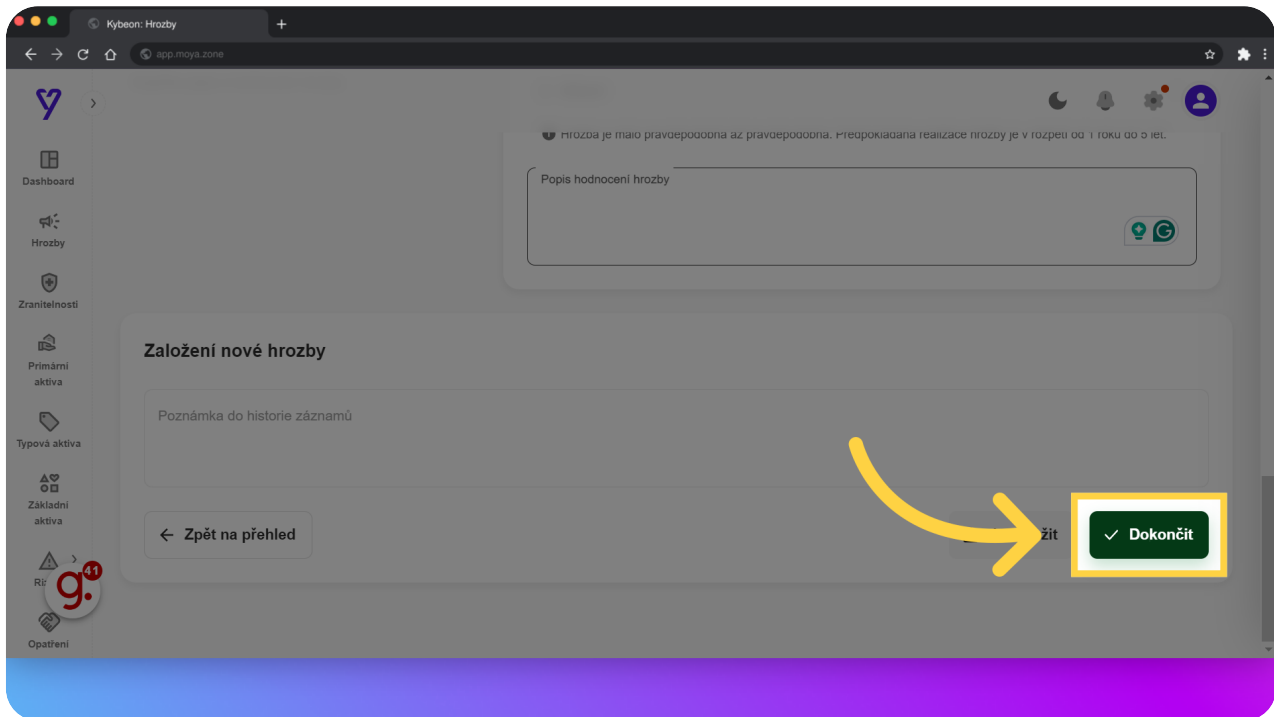 Kybeon: Hrozby
app.moya.zone
Dashboard
Hrozby
Zranitelnosti
Primární
aktiva
Typová aktiva
Základní
aktiva
g.
41
Opatření
Hrozba je málo pravděpodobná až pravděpodobná. Předpokládaná realizace hrozby je v rozpětí od 1 roku do 5 let.
Popis hodnocení hrozby
Založení nové hrozby
Poznámka do historie záznamů
Zpět na přehled
žit
Dokončit